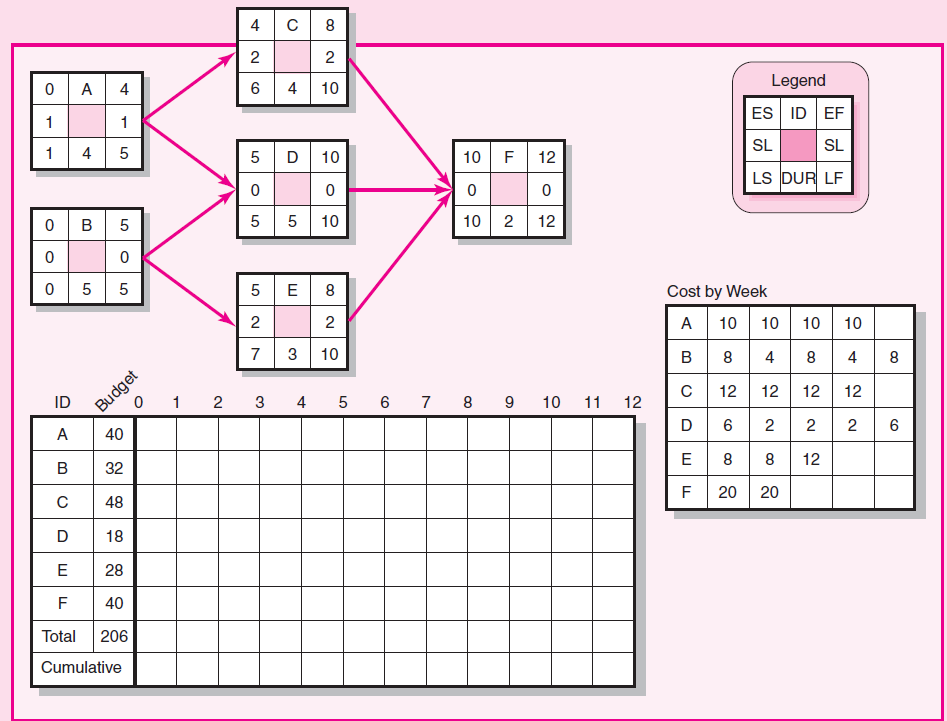 4 C 8
2 2
6 4 10
0 A 4
1 1
1 4 5
5 D 10
0 0
5 5 10
10 F 12
0 0
10 2 12
0 B 5
0 0
0 5 5
5 E 8
2 2
7 3 10
Legend
ES ID EF
SL SL
LS DUR LF
Cost by Week
A 10 10 10 10
B 8 4 8 4 8
C 12 12 12 12
D 6 2 2 2 6
E 8 8 12
F 20 20
ID Budget 0 1 2 3 4 5 6 7 8 9 10 11 12
A 40
B 32
C 48
D 18
E 28
F 40
Total 206
Cumulative